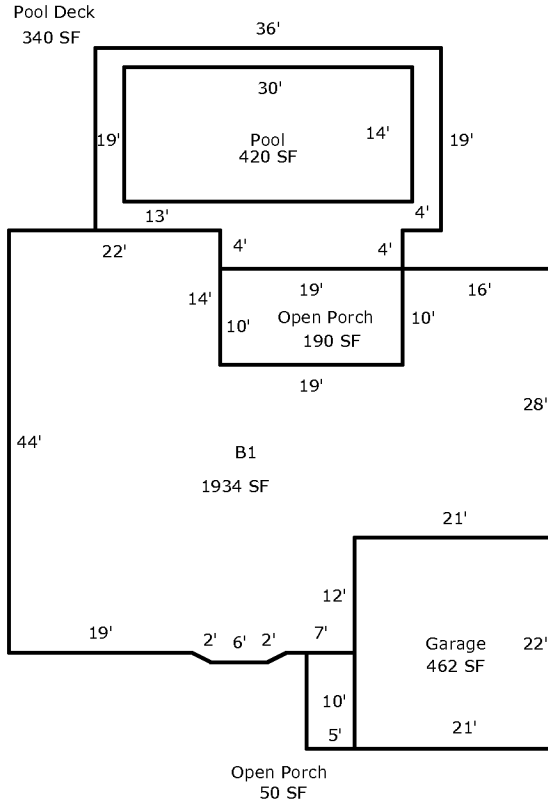 Pool Deck
340 SF
36'
30'
19'
14'
19'
Pool
420 SF
13'
4'
22'
4'
4'
14'
19'
16'
10'
Open Porch
10'
190 SF
19'
28'
44'
B1
1934 SF
21'
12'
19'
2'
6'
2'
7'
Garage
22'
462 SF
10'
5'
21'
Open Porch
50 SF